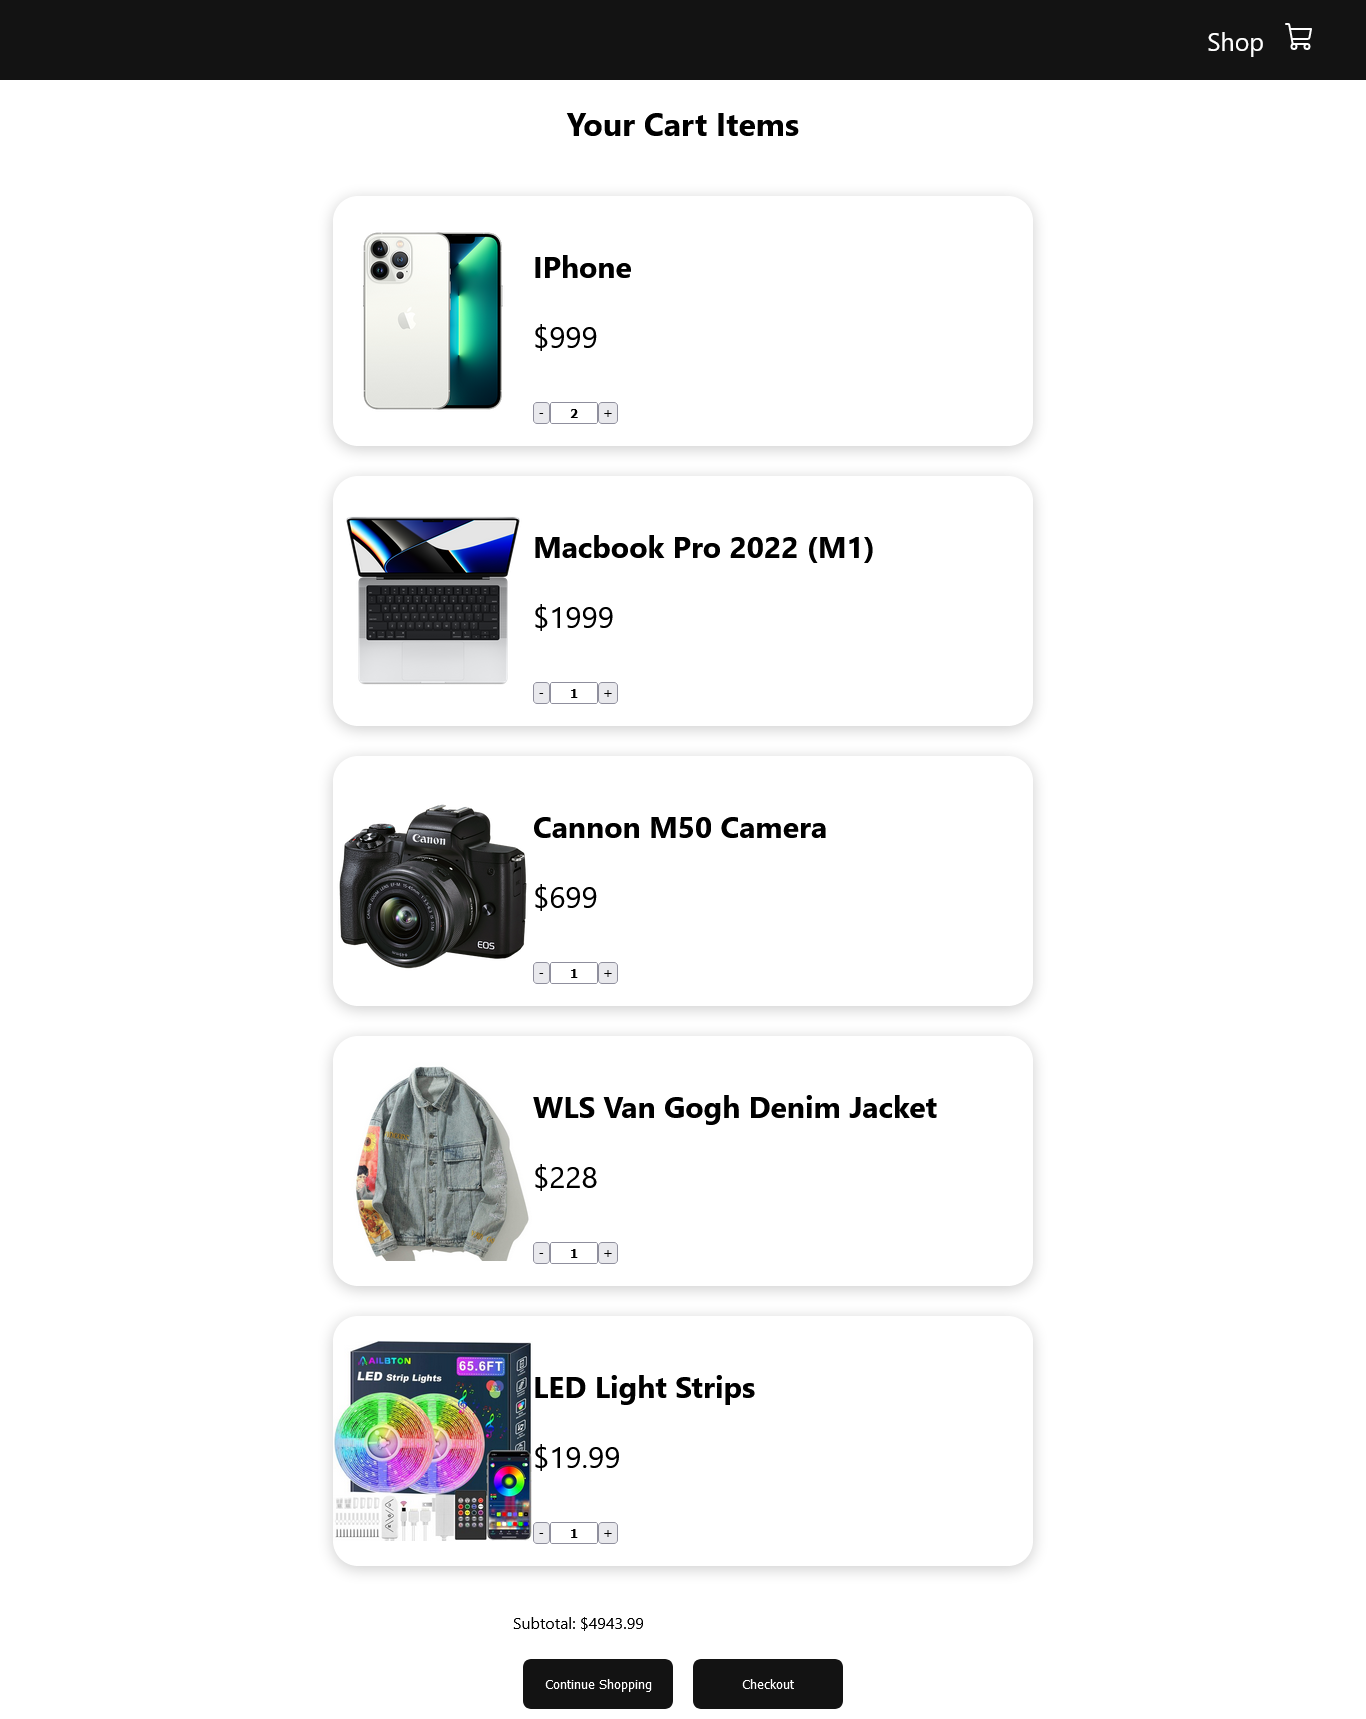 Shop
Your Cart Items
IPhone
$999
- 2 +
Macbook Pro 2022 (M1)
$1999
- 1 +
Canon
EOS
Cannon M50 Camera
$699
- 1 +
WLS Van Gogh Denim Jacket
$228
- 1 +
AILBTON
65.6FT
LED Strip Lights
LED Light Strips
$19.99
- 1 +
Subtotal: $4943.99
Continue Shopping
Checkout